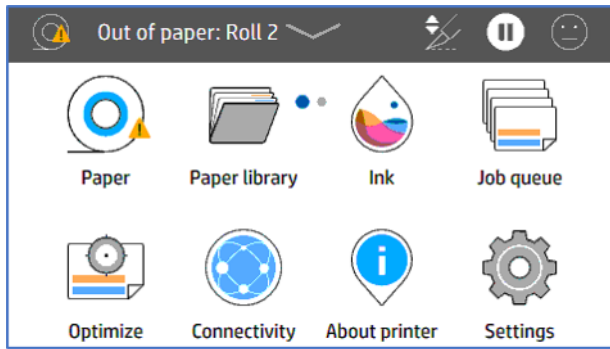 Out of paper: Roll 2
Paper
Paper library
Ink
Job queue
Optimize
Connectivity
About printer
Settings